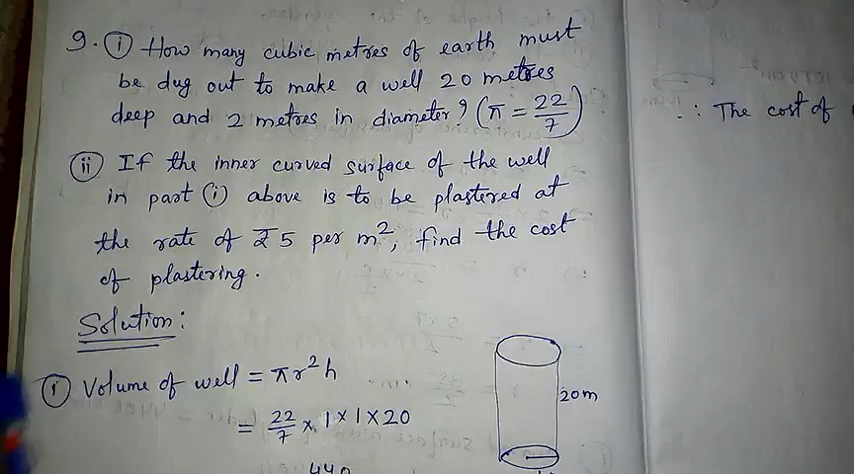 9. (i) How many cubic metres of earth must
be dug out to make a well 20 metres
deep and 2 metres in diameter? (π = 22/7)
(ii) If the inner curved surface of the well
in part (i) above is to be plastered at
the rate of ₹5 per m², find the cost
of plastering.
Solution:
(i) Volume of well = πr²h
= 22/7 × 1 × 1 × 20
440
20m
∴ The cost of